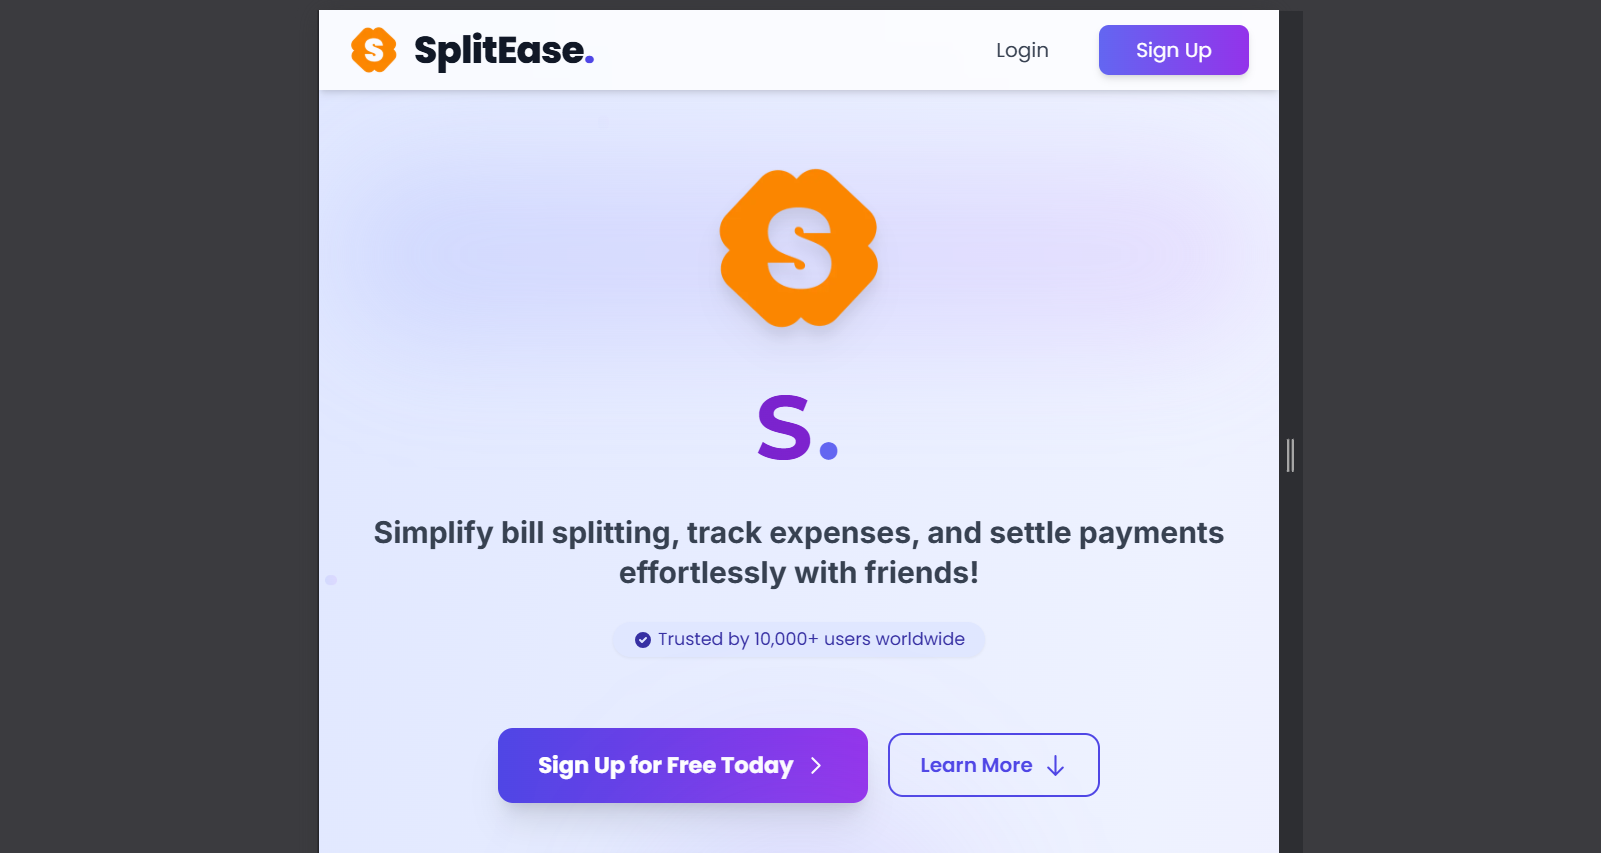 S
SplitEase.
Login
Sign Up
S
S.
Simplify bill splitting, track expenses, and settle payments
effortlessly with friends!
Trusted by 10,000+ users worldwide
Sign Up for Free Today
Learn More